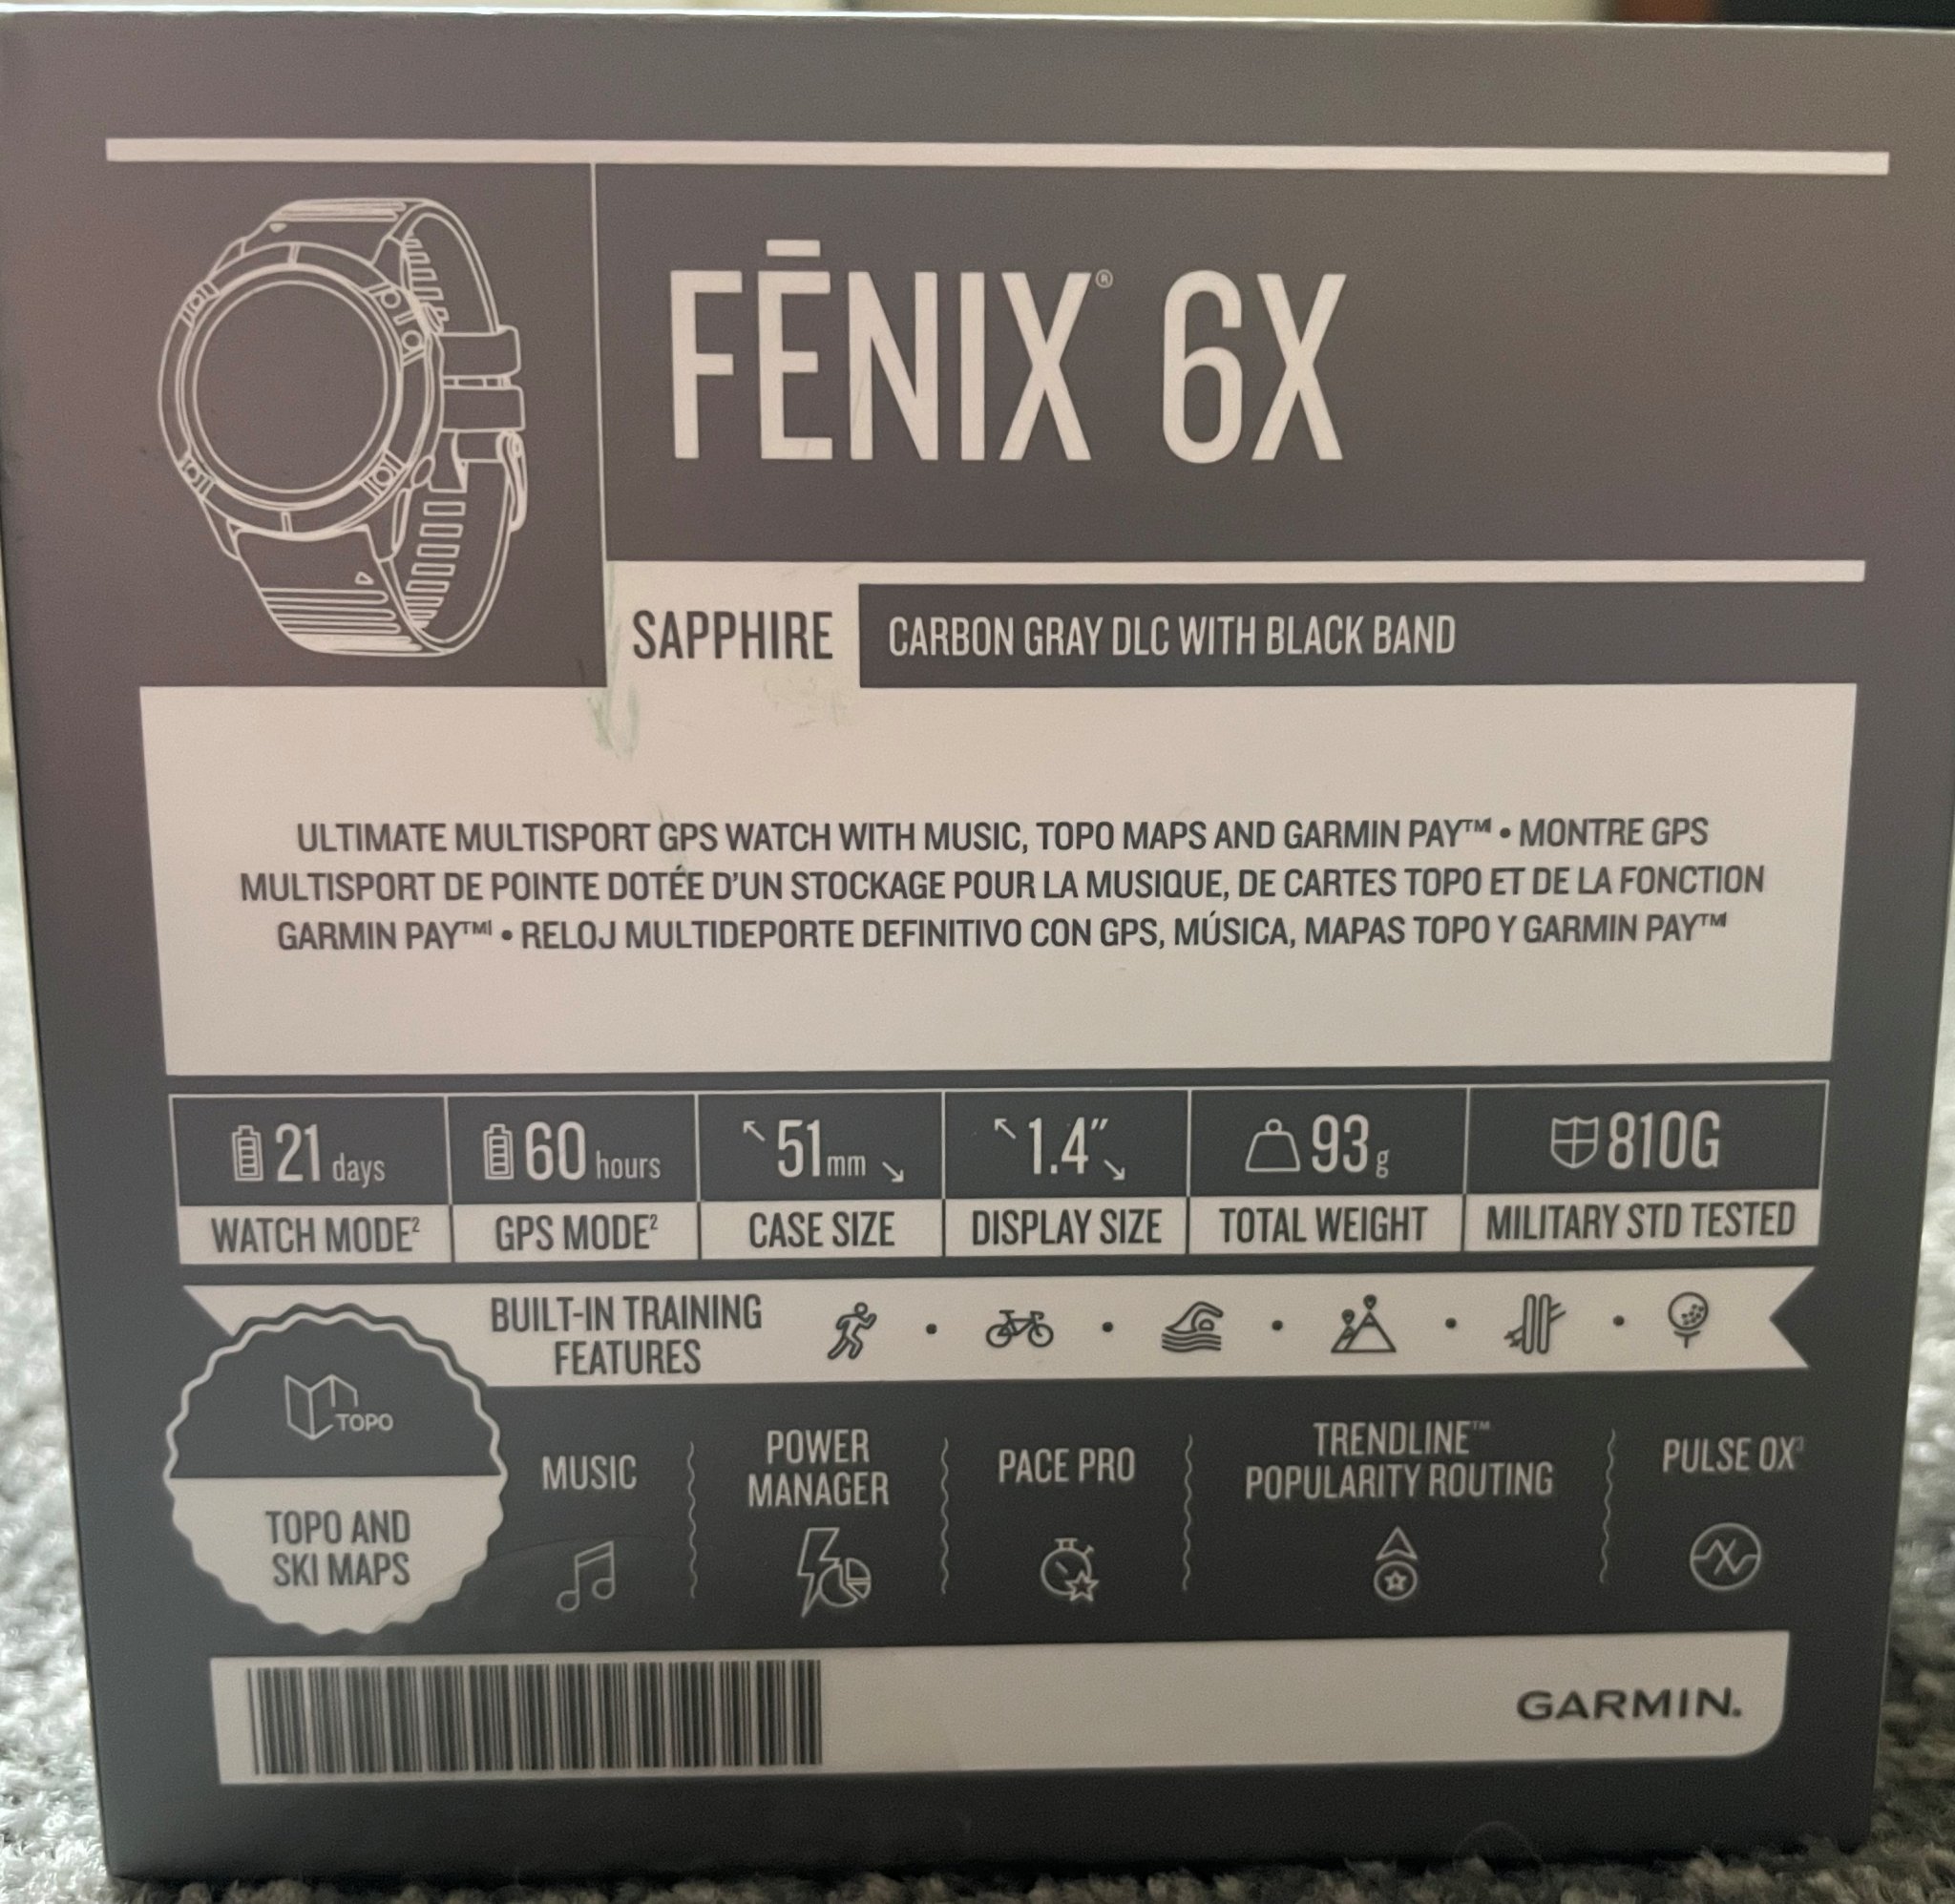 FĒNIX® 6X
SAPPHIRE
CARBON GRAY DLC WITH BLACK BAND
ULTIMATE MULTISPORT GPS WATCH WITH MUSIC, TOPO MAPS AND GARMIN PAY™ • MONTRE GPS
MULTISPORT DE POINTE DOTÉE D'UN STOCKAGE POUR LA MUSIQUE, DE CARTES TOPO ET DE LA FONCTION
GARMIN PAY™ • RELOJ MULTIDEPORTE DEFINITIVO CON GPS, MÚSICA, MAPAS TOPO Y GARMIN PAY™
21 days
WATCH MODE²
60 hours
GPS MODE²
51mm
CASE SIZE
1.4″
DISPLAY SIZE
93 g
TOTAL WEIGHT
810G
MILITARY STD TESTED
BUILT-IN TRAINING
FEATURES
TOPO
TOPO AND
SKI MAPS
MUSIC
POWER
MANAGER
PACE PRO
TRENDLINE™
POPULARITY ROUTING
PULSE OX³
GARMIN.